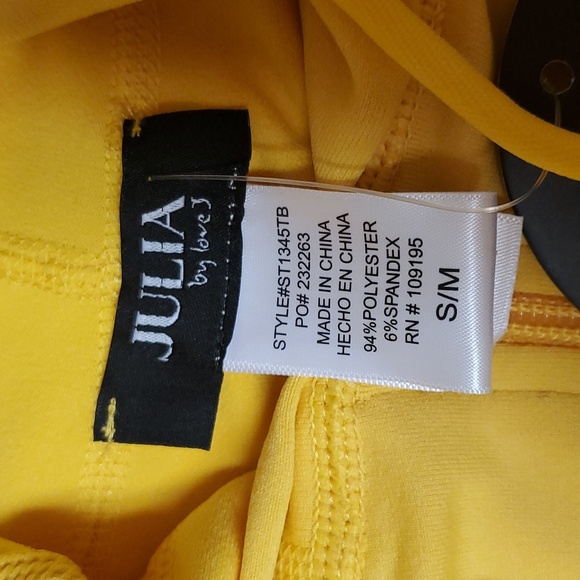 JULIA
by love J
STYLE#ST1345TB
PO# 232263
MADE IN CHINA
HECHO EN CHINA
94%POLYESTER
6%SPANDEX
RN # 109195
S/M